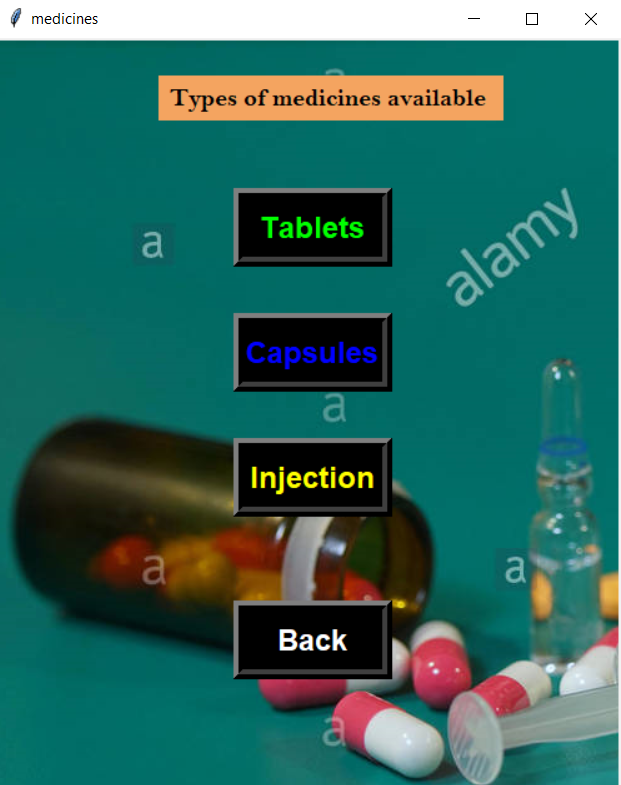 medicines
a
Types of medicines available
Tablets
a
alamy
Capsules
a
Injection
a
a
Back
a